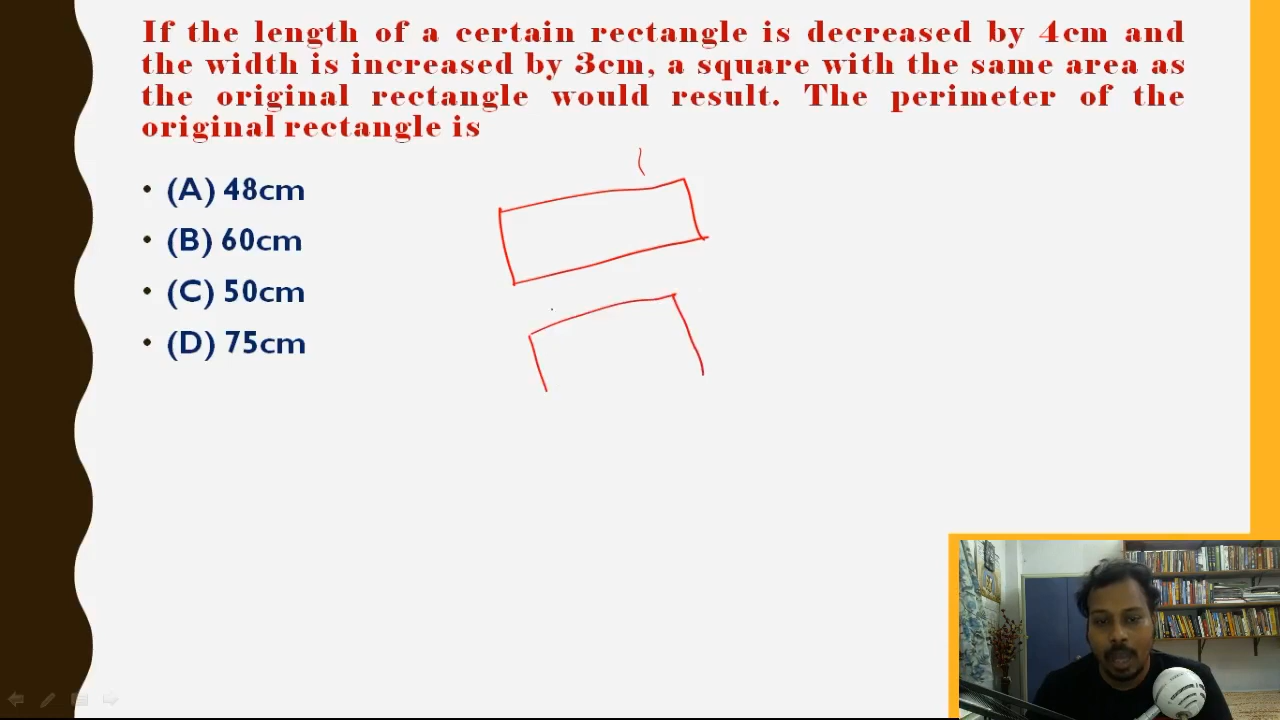 If the length of a certain rectangle is decreased by 4cm and
the width is increased by 3cm, a square with the same area as
the original rectangle would result. The perimeter of the
original rectangle is
• (A) 48cm
• (B) 60cm
• (C) 50cm
• (D) 75cm